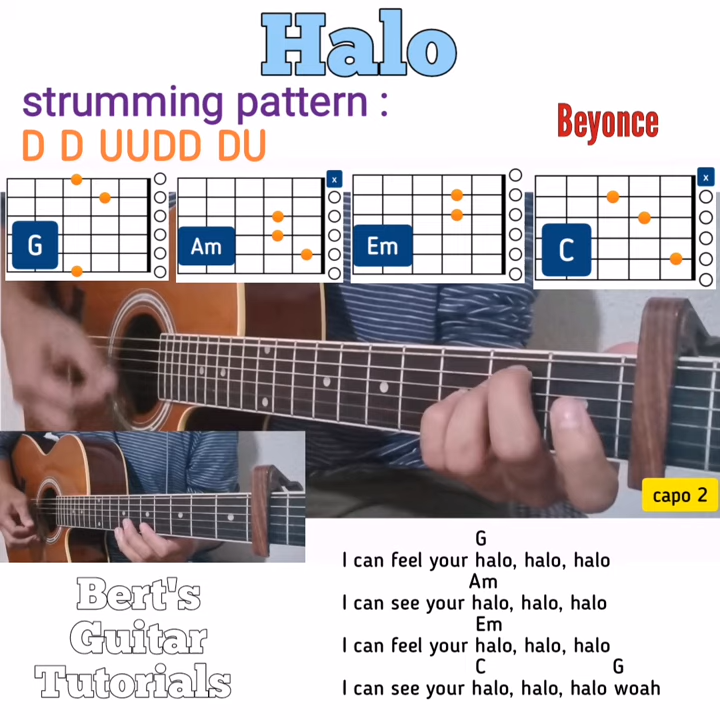 Halo
strumming pattern :
D D UUDD DU
Beyonce
x
x
G
Am
Em
C
capo 2
G
I can feel your halo, halo, halo
Am
I can see your halo, halo, halo
Em
I can feel your halo, halo, halo
C G
I can see your halo, halo, halo woah
Bert's
Guitar
Tutorials